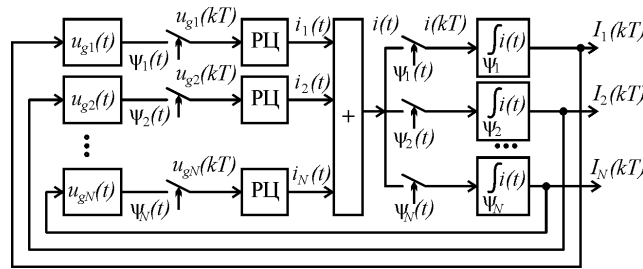 u_g1(t) ψ_1(t) u_g1(kT) РЦ i_1(t)
u_g2(t) ψ_2(t) u_g2(kT) РЦ i_2(t)
u_gN(t) ψ_N(t) u_gN(kT) РЦ i_N(t)
+
i(t) i(kT)
ψ_1(t) ∫i(t) ψ_1 I_1(kT)
ψ_2(t) ∫i(t) ψ_2 I_2(kT)
ψ_N(t) ∫i(t) ψ_N I_N(kT)